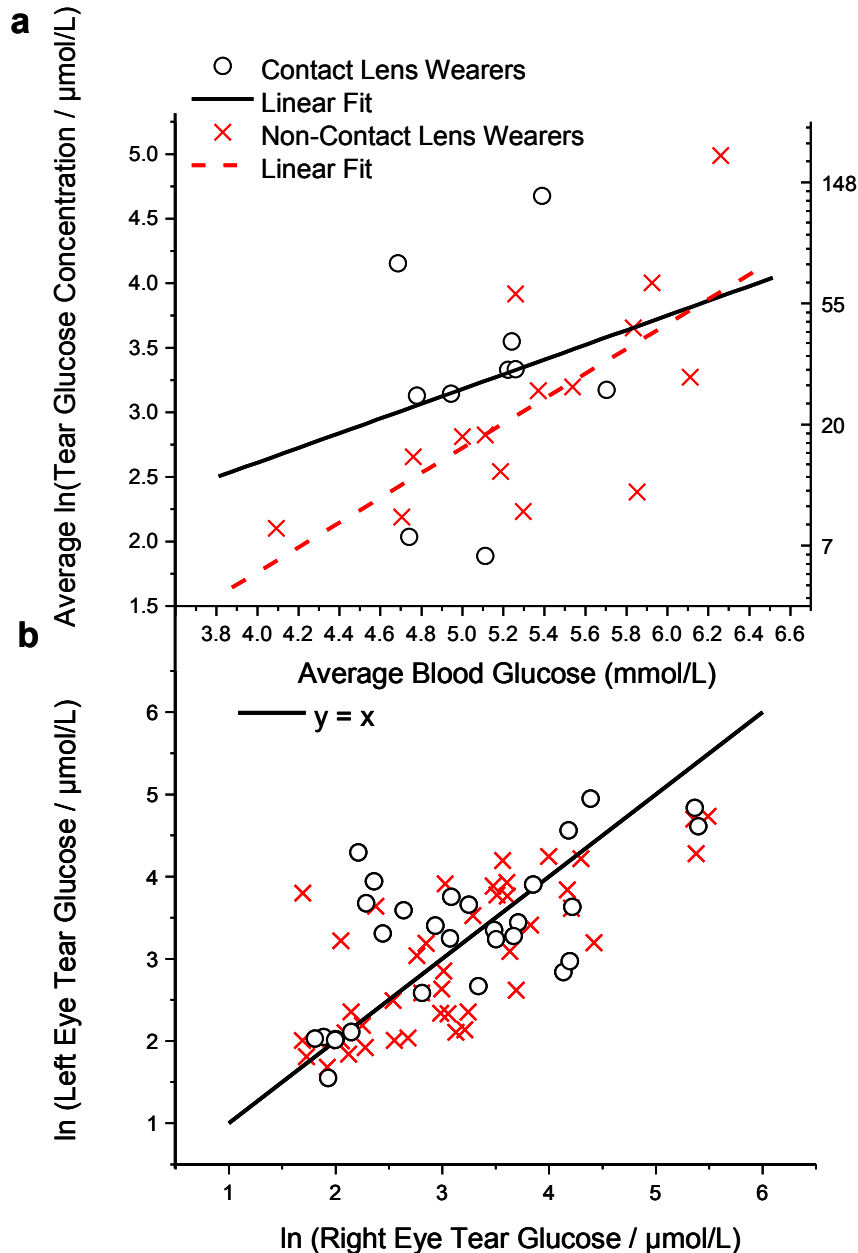 a
Average ln(Tear Glucose Concentration / µmol/L)
Contact Lens Wearers
Linear Fit
Non-Contact Lens Wearers
Linear Fit
5.0
4.5
4.0
3.5
3.0
2.5
2.0
1.5
148
55
20
7
3.8 4.0 4.2 4.4 4.6 4.8 5.0 5.2 5.4 5.6 5.8 6.0 6.2 6.4 6.6
Average Blood Glucose (mmol/L)
b
ln (Left Eye Tear Glucose / µmol/L)
y = x
6
5
4
3
2
1
1 2 3 4 5 6
ln (Right Eye Tear Glucose / µmol/L)